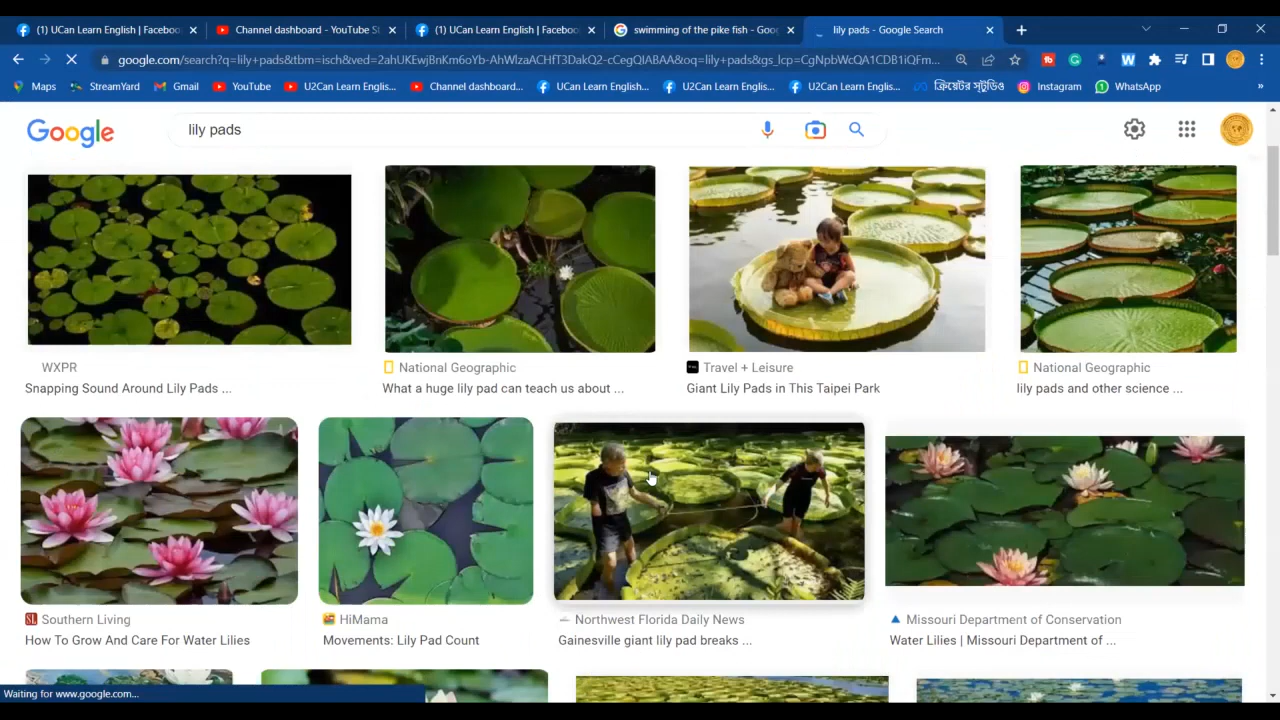 (1) UCan Learn English | Faceboo
Channel dashboard - YouTube St
(1) UCan Learn English | Faceboo
swimming of the pike fish - Goog
lily pads - Google Search
google.com/search?q=lily+pads&tbm=isch&ved=2ahUKEwjBnKm6oYb-AhWlzaACHfT3DakQ2-cCegQIABAA&oq=lily+pads&gs_lcp=CgNpbWcQA1CDB1iQFm...
Maps
StreamYard
Gmail
YouTube
U2Can Learn Englis...
Channel dashboard...
UCan Learn English...
U2Can Learn Englis...
U2Can Learn Englis...
ক্রিয়েটর স্টুডিও
Instagram
WhatsApp
»
Google
lily pads
WXPR
Snapping Sound Around Lily Pads ...
National Geographic
What a huge lily pad can teach us about ...
Travel + Leisure
Giant Lily Pads in This Taipei Park
National Geographic
lily pads and other science ...
Southern Living
How To Grow And Care For Water Lilies
HiMama
Movements: Lily Pad Count
Northwest Florida Daily News
Gainesville giant lily pad breaks ...
Missouri Department of Conservation
Water Lilies | Missouri Department of ...
Waiting for www.google.com...